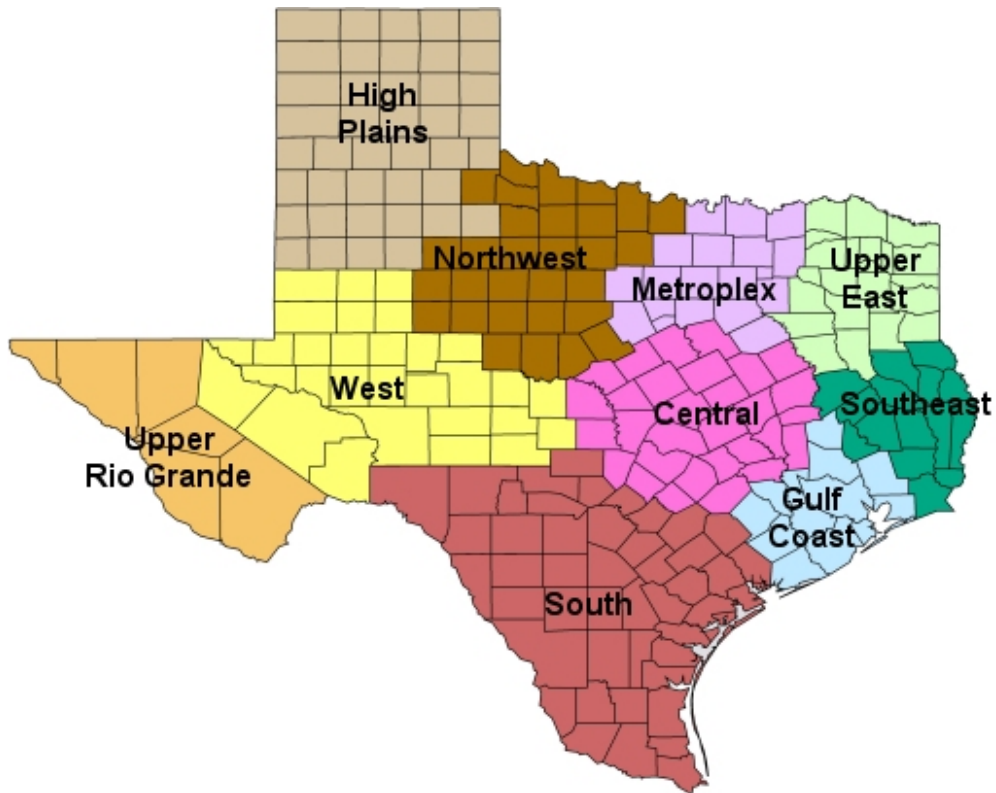 High
Plains
Northwest
Metroplex
Upper
East
West
Central
Southeast
Upper
Rio Grande
Gulf
Coast
South